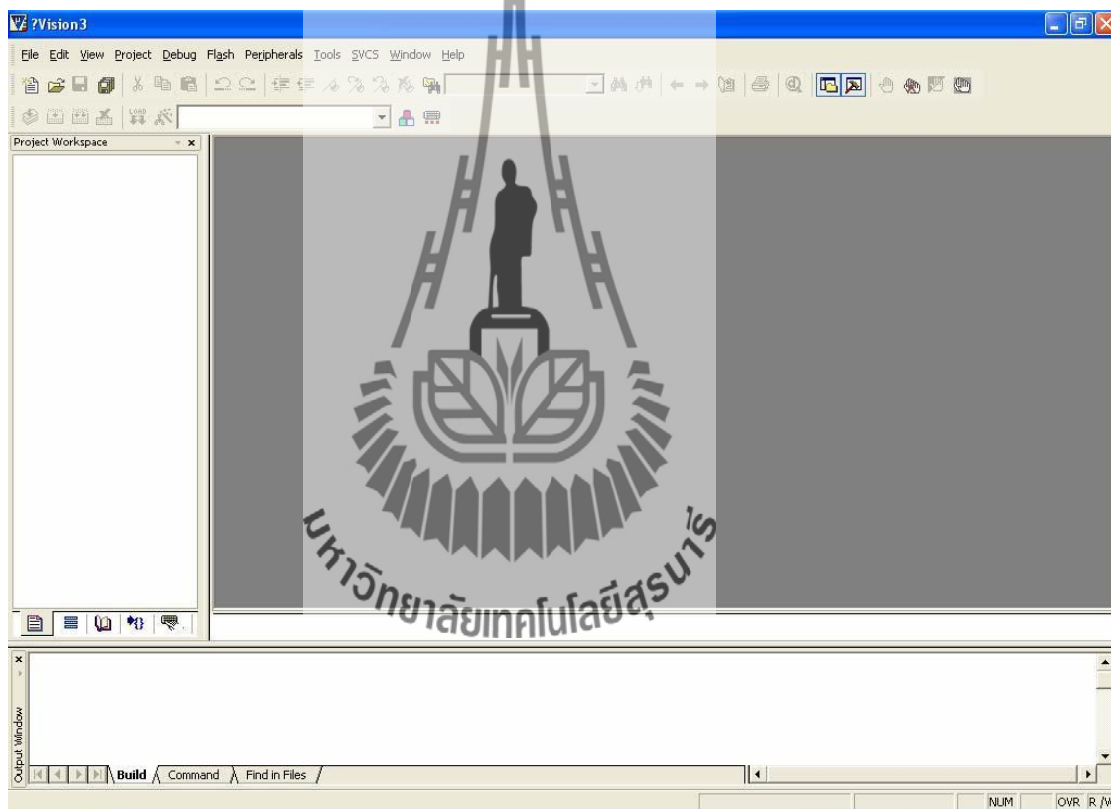 ?Vision3
File Edit View Project Debug Flash Peripherals Tools SVCS Window Help
LOAD
Project Workspace
มหาวิทยาลัยเทคโนโลยีสุรนารี
Output Window
Build Command Find in Files
NUM OVR R/W